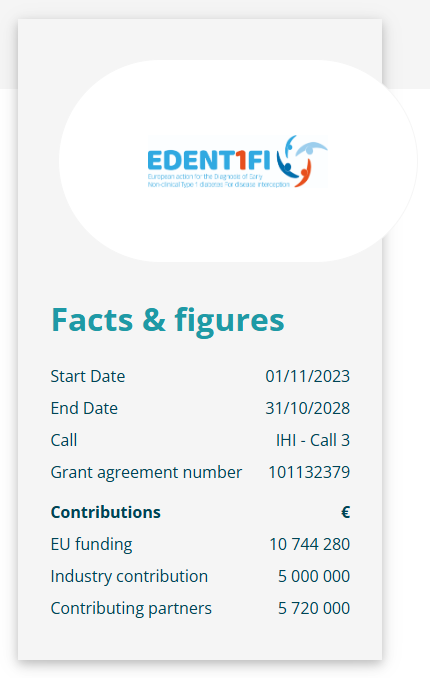 EDENT1FI
European action for the Diagnosis of Early
Non-clinical Type 1 diabetes For disease Interception
Facts & figures
Start Date 01/11/2023
End Date 31/10/2028
Call IHI - Call 3
Grant agreement number 101132379
Contributions €
EU funding 10 744 280
Industry contribution 5 000 000
Contributing partners 5 720 000